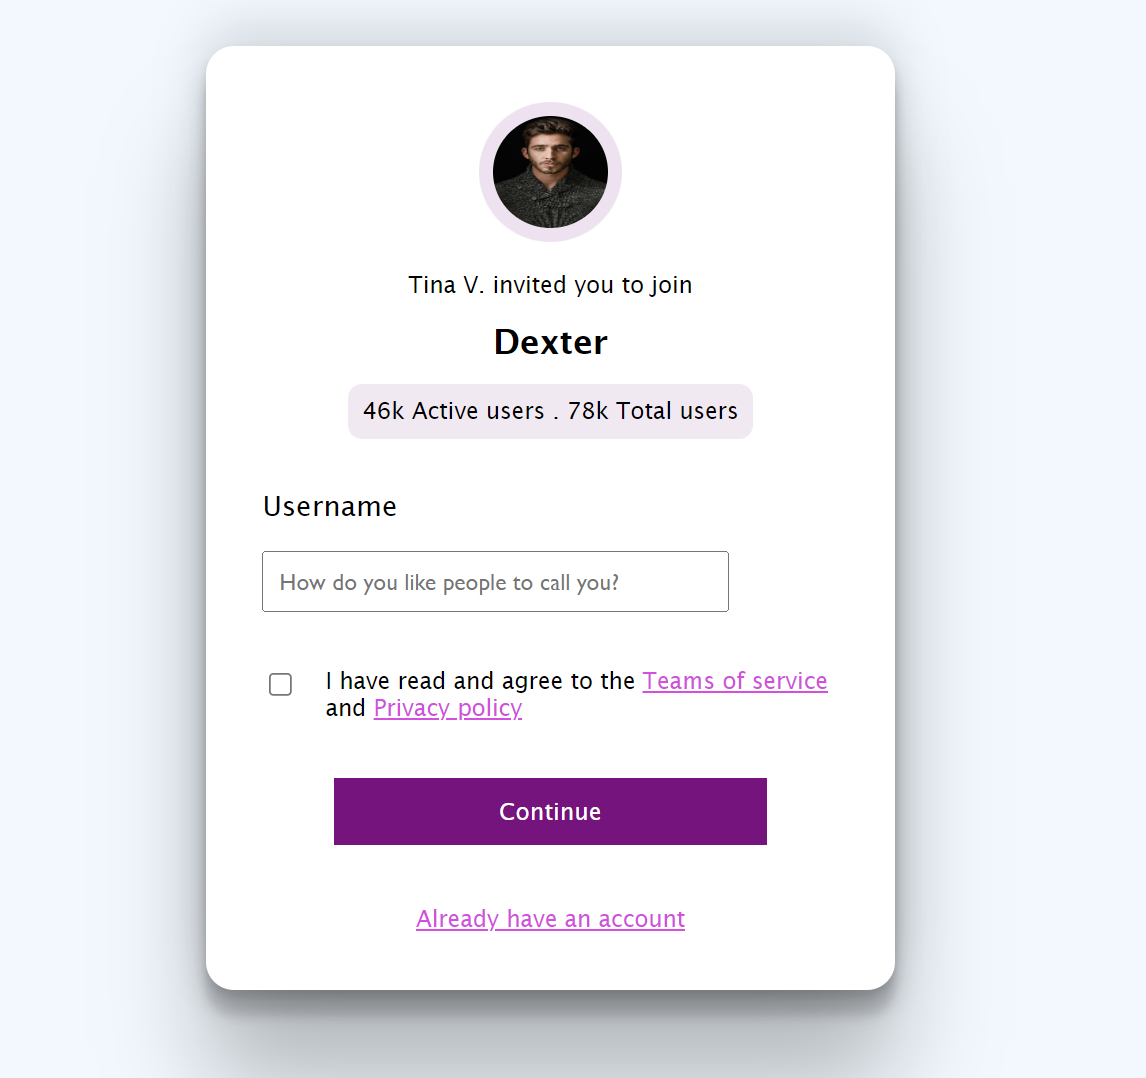 Tina V. invited you to join
Dexter
46k Active users . 78k Total users
Username
How do you like people to call you?
I have read and agree to the Teams of service
and Privacy policy
Continue
Already have an account